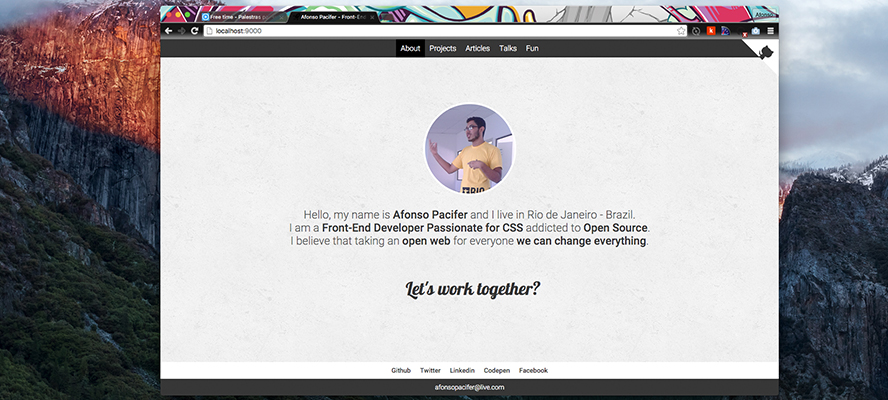 Free time - Palestras p
Afonso Pacifer - Front-End
Afonso
localhost:9000
About Projects Articles Talks Fun
RIO
Hello, my name is Afonso Pacifer and I live in Rio de Janeiro - Brazil.
I am a Front-End Developer Passionate for CSS addicted to Open Source.
I believe that taking an open web for everyone we can change everything.
Let's work together?
Github Twitter Linkedin Codepen Facebook
afonsopacifer@live.com